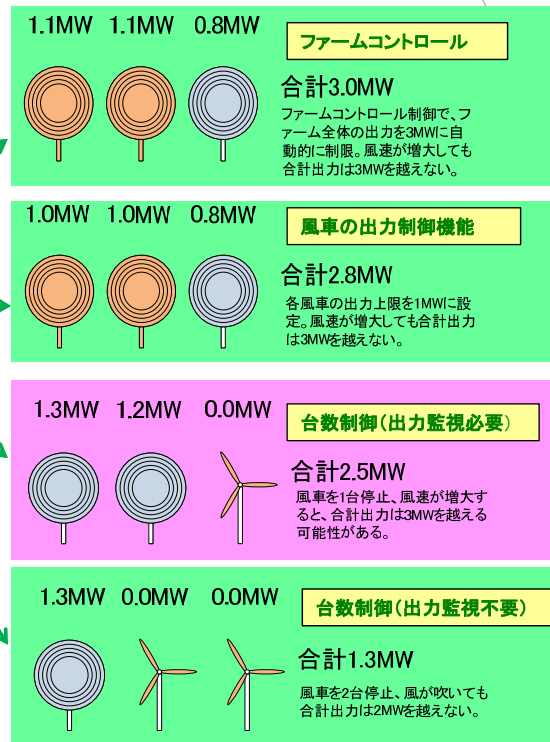 1.1MW 1.1MW 0.8MW
ファームコントロール
合計3.0MW
ファームコントロール制御で、フ
ァーム全体の出力を3MWに自
動的に制限。風速が増大しても
合計出力は3MWを越えない。
1.0MW 1.0MW 0.8MW
風車の出力制御機能
合計2.8MW
各風車の出力上限を1MWに設
定。風速が増大しても合計出力
は3MWを越えない。
1.3MW 1.2MW 0.0MW
台数制御(出力監視必要)
合計2.5MW
風車を1台停止、風速が増大す
ると、合計出力は3MWを越える
可能性がある。
1.3MW 0.0MW 0.0MW
台数制御(出力監視不要)
合計1.3MW
風車を2台停止、風が吹いても
合計出力は2MWを越えない。